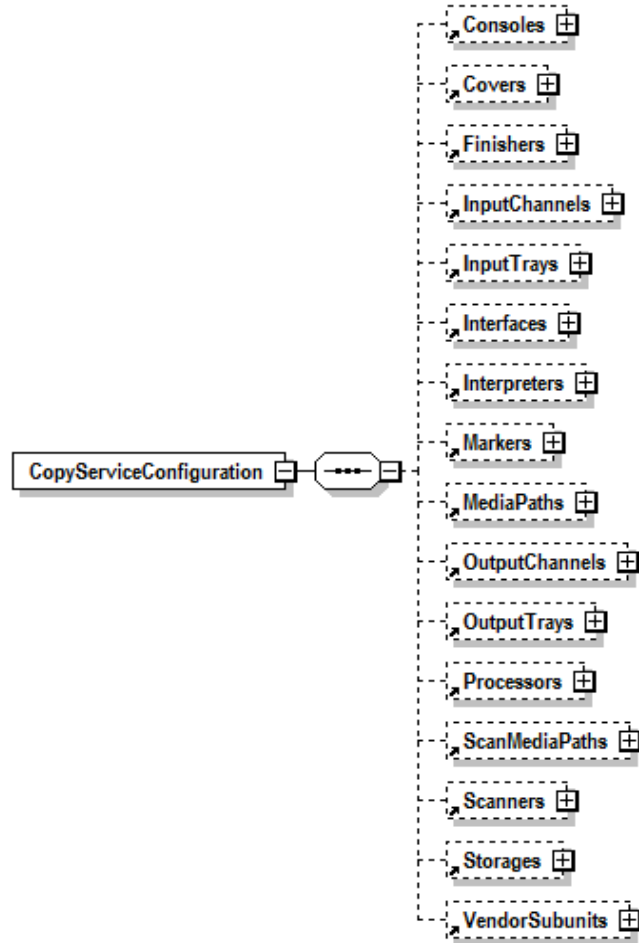 Consoles
Covers
Finishers
InputChannels
InputTrays
Interfaces
Interpreters
Markers
CopyServiceConfiguration
MediaPaths
OutputChannels
OutputTrays
Processors
ScanMediaPaths
Scanners
Storages
VendorSubunits